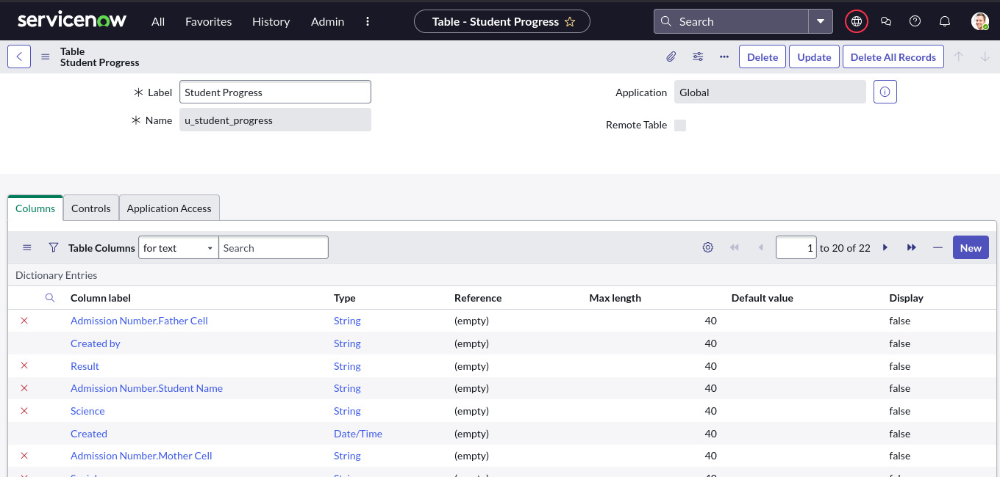 servicenow All Favorites History Admin Table - Student Progress Search
Table
Student Progress
Delete Update Delete All Records
Label Student Progress Application Global
Name u_student_progress Remote Table
Columns Controls Application Access
Table Columns for text Search 1 to 20 of 22 New
Dictionary Entries
Column label Type Reference Max length Default value Display
Admission Number.Father Cell String (empty) 40 false
Created by String (empty) 40 false
Result String (empty) 40 false
Admission Number.Student Name String (empty) 40 false
Science String (empty) 40 false
Created Date/Time (empty) 40 false
Admission Number.Mother Cell String (empty) 40 false